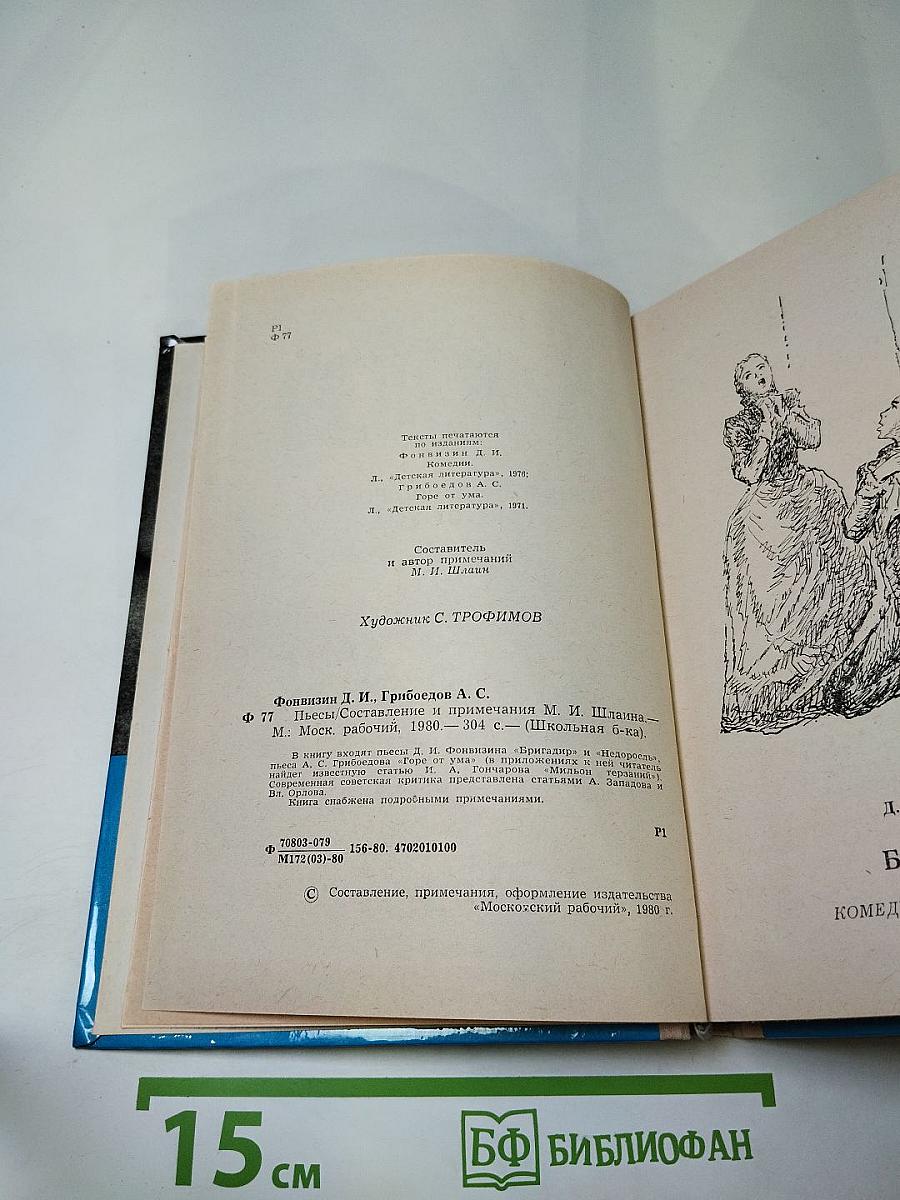 Р1
Ф 77
Тексты печатаются
по изданиям:
Фонвизин Д. И.
Комедии.
Л., «Детская литература», 1976;
Грибоедов А. С.
Горе от ума.
Л., «Детская литература», 1971.
Составитель
и автор примечаний
М. И. Шлаин
Художник С. ТРОФИМОВ
Фонвизин Д. И., Грибоедов А. С.
Ф 77 Пьесы/Составление и примечания М. И. Шлаина.—
М.: Моск. рабочий, 1980.— 304 с.— (Школьная б-ка).
В книгу входят пьесы Д. И. Фонвизина «Бригадир» и «Недоросль»,
пьеса А. С. Грибоедова «Горе от ума» (в приложениях к ней читатель
найдет известную статью И. А. Гончарова «Мильон терзаний»).
Современная советская критика представлена статьями А. Западова и
Вл. Орлова.
Книга снабжена подробными примечаниями.
Ф 70803-079
М172(03)-80 156-80. 4702010100
Р1
© Составление, примечания, оформление издательства
«Московский рабочий», 1980 г.
Д.
Б
КОМЕД
15 см
БФ БИБЛИОФАН